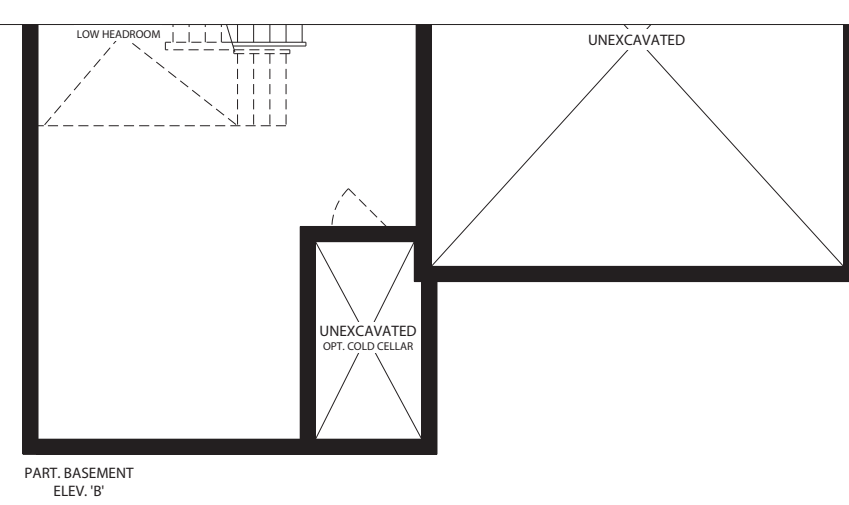 LOW HEADROOM
UNEXCAVATED
UNEXCAVATED
OPT. COLD CELLAR
PART. BASEMENT
ELEV. 'B'